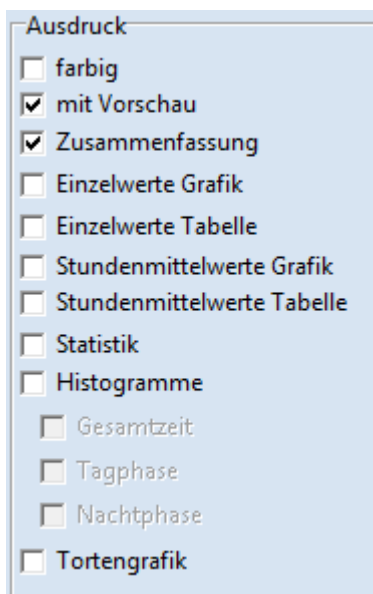 Ausdruck
farbig
mit Vorschau
Zusammenfassung
Einzelwerte Grafik
Einzelwerte Tabelle
Stundenmittelwerte Grafik
Stundenmittelwerte Tabelle
Statistik
Histogramme
Gesamtzeit
Tagphase
Nachtphase
Tortengrafik